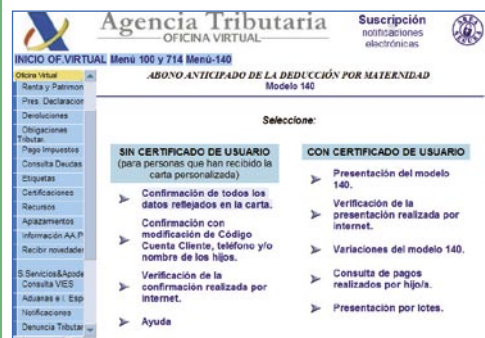 Agencia Tributaria
OFICINA VIRTUAL
Suscripción
notificaciones
electrónicas
INICIO OF.VIRTUAL Menú 100 y 714 Menú-140
Oficina Virtual
Renta y Patrimon
Pres. Declaracion
Devoluciones
Obligaciones
Tributar.
Pago Impuestos
Consulta Deudas
Etiquetas
Certificaciones
Recursos
Aplazamientos
Información AA.P
Recibir novedades
S.Servicios&Apode
Consulta VIES
Aduanas e I. Esp
Notificaciones
Denuncia Tributar
ABONO ANTICIPADO DE LA DEDUCCIÓN POR MATERNIDAD
Modelo 140
Seleccione:
SIN CERTIFICADO DE USUARIO
(para personas que han recibido la
carta personalizada)
Confirmación de todos los
datos reflejados en la carta.
Confirmación con
modificación de Código
Cuenta Cliente, teléfono y/o
nombre de los hijos.
Verificación de la
confirmación realizada por
internet.
Ayuda
CON CERTIFICADO DE USUARIO
Presentación del modelo
140.
Verificación de la
presentación realizada por
internet.
Variaciones del modelo 140.
Consulta de pagos
realizados por hijo/a.
Presentación por lotes.